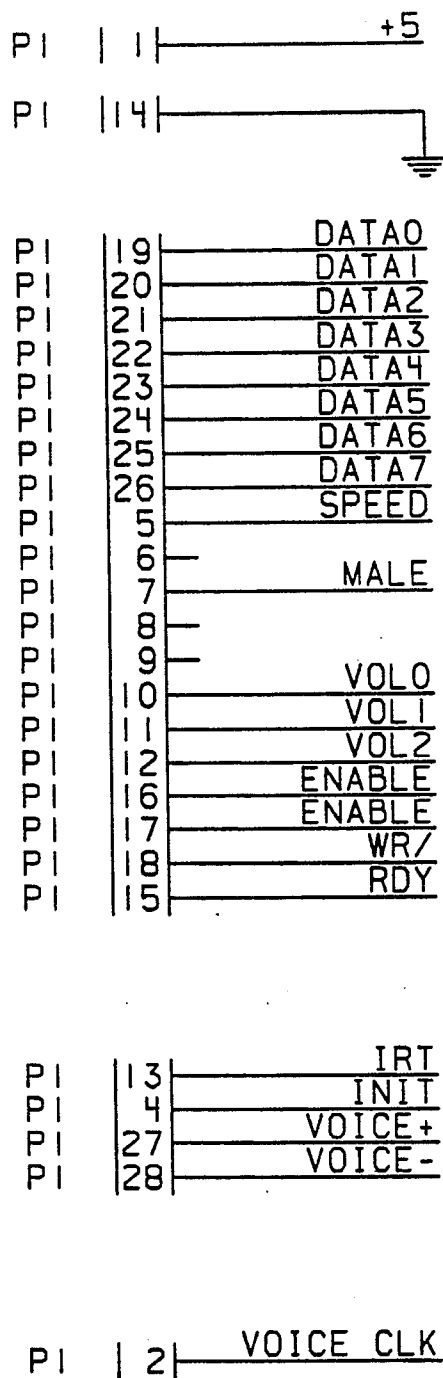 P1 1 +5
P1 14
P1 19 DATA0
P1 20 DATA1
P1 21 DATA2
P1 22 DATA3
P1 23 DATA4
P1 24 DATA5
P1 25 DATA6
P1 26 DATA7
P1 5 SPEED
P1 6
P1 7 MALE
P1 8
P1 9
P1 10 VOL0
P1 11 VOL1
P1 12 VOL2
P1 16 ENABLE
P1 17 ENABLE
P1 18 WR/
P1 15 RDY
P1 13 IRT
P1 4 INIT
P1 27 VOICE+
P1 28 VOICE-
P1 2 VOICE CLK